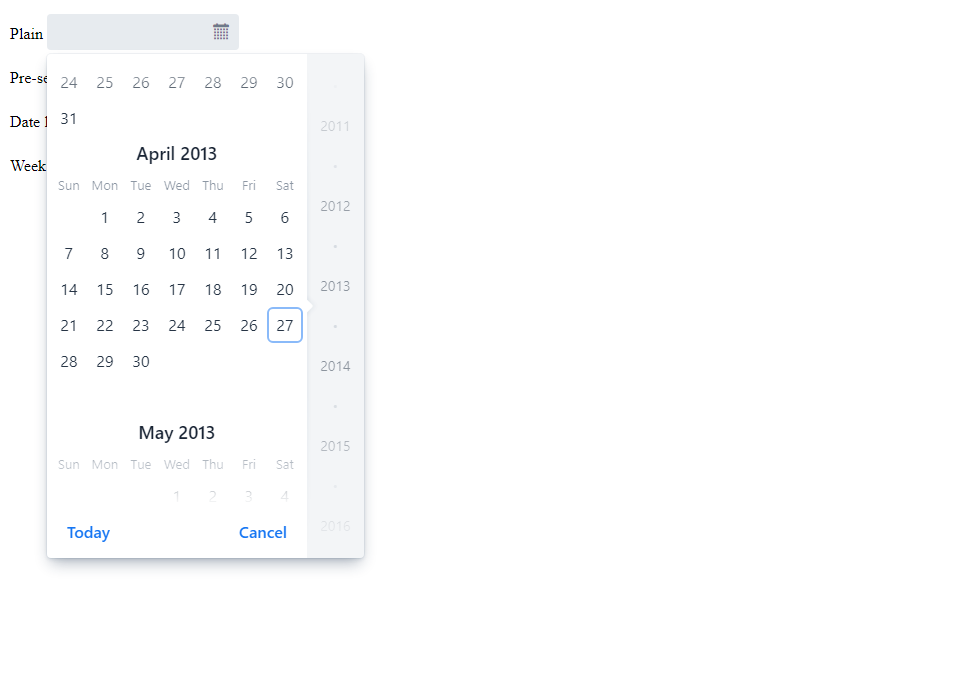 Plain
Pre-se
24 25 26 27 28 29 30
31
Date
Week
April 2013
Sun Mon Tue Wed Thu Fri Sat
1 2 3 4 5 6
7 8 9 10 11 12 13
14 15 16 17 18 19 20
21 22 23 24 25 26 27
28 29 30
May 2013
Sun Mon Tue Wed Thu Fri Sat
1 2 3 4
Today Cancel
2011
2012
2013
2014
2015
2016